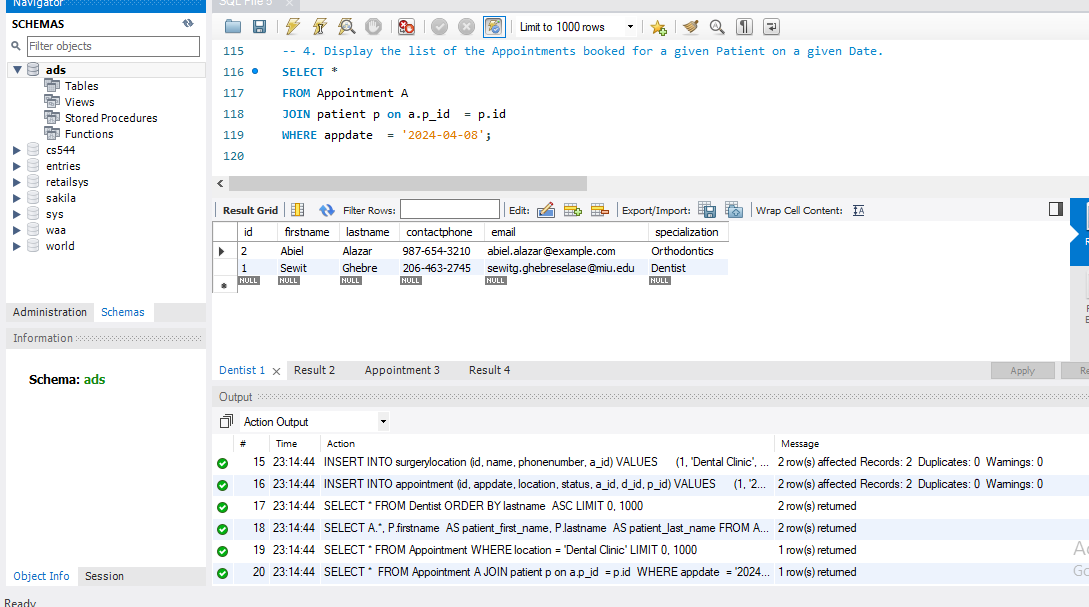 Navigator
SQL File 5 ×
SCHEMAS
Filter objects
ads
Tables
Views
Stored Procedures
Functions
cs544
entries
retailsys
sakila
sys
waa
world
Administration Schemas
Information
Schema: ads
Object Info Session
Ready
Limit to 1000 rows
115 -- 4. Display the list of the Appointments booked for a given Patient on a given Date.
116 SELECT *
117 FROM Appointment A
118 JOIN patient p on a.p_id = p.id
119 WHERE appdate = '2024-04-08';
120
Result Grid Filter Rows: Edit: Export/Import: Wrap Cell Content:
id firstname lastname contactphone email specialization
2 Abiel Alazar 987-654-3210 abiel.alazar@example.com Orthodontics
1 Sewit Ghebre 206-463-2745 sewitg.ghebreselase@miu.edu Dentist
NULL NULL NULL NULL NULL NULL
Dentist 1 × Result 2 Appointment 3 Result 4 Apply
Output
Action Output
# Time Action Message
15 23:14:44 INSERT INTO surgerylocation (id, name, phonenumber, a_id) VALUES (1, 'Dental Clinic', ... 2 row(s) affected Records: 2 Duplicates: 0 Warnings: 0
16 23:14:44 INSERT INTO appointment (id, appdate, location, status, a_id, d_id, p_id) VALUES (1, '2... 2 row(s) affected Records: 2 Duplicates: 0 Warnings: 0
17 23:14:44 SELECT * FROM Dentist ORDER BY lastname ASC LIMIT 0, 1000 2 row(s) returned
18 23:14:44 SELECT A.*, P.firstname AS patient_first_name, P.lastname AS patient_last_name FROM A... 2 row(s) returned
19 23:14:44 SELECT * FROM Appointment WHERE location = 'Dental Clinic' LIMIT 0, 1000 1 row(s) returned
20 23:14:44 SELECT * FROM Appointment A JOIN patient p on a.p_id = p.id WHERE appdate = '2024... 1 row(s) returned